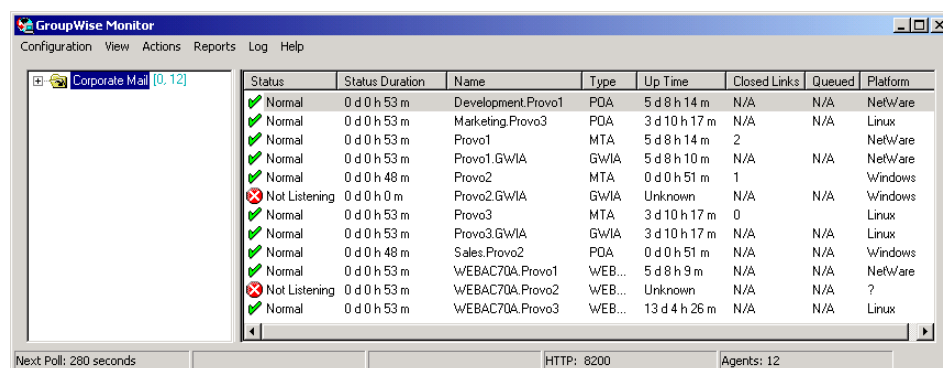 GroupWise Monitor
Configuration View Actions Reports Log Help
Corporate Mail [0, 12]
Status Status Duration Name Type Up Time Closed Links Queued Platform
Normal 0 d 0 h 53 m Development.Provo1 POA 5 d 8 h 14 m N/A N/A NetWare
Normal 0 d 0 h 53 m Marketing.Provo3 POA 3 d 10 h 17 m N/A N/A Linux
Normal 0 d 0 h 53 m Provo1 MTA 5 d 8 h 14 m 2 NetWare
Normal 0 d 0 h 53 m Provo1.GWIA GWIA 5 d 8 h 10 m N/A N/A NetWare
Normal 0 d 0 h 48 m Provo2 MTA 0 d 0 h 51 m 1 Windows
Not Listening 0 d 0 h 0 m Provo2.GWIA GWIA Unknown N/A N/A Windows
Normal 0 d 0 h 53 m Provo3 MTA 3 d 10 h 17 m 0 Linux
Normal 0 d 0 h 53 m Provo3.GWIA GWIA 3 d 10 h 17 m N/A N/A Linux
Normal 0 d 0 h 48 m Sales.Provo2 POA 0 d 0 h 51 m N/A N/A Windows
Normal 0 d 0 h 53 m WEBAC70A.Provo1 WEB... 5 d 8 h 9 m N/A N/A NetWare
Not Listening 0 d 0 h 53 m WEBAC70A.Provo2 WEB... Unknown N/A N/A ?
Normal 0 d 0 h 53 m WEBAC70A.Provo3 WEB... 13 d 4 h 26 m N/A N/A Linux
Next Poll: 280 seconds HTTP: 8200 Agents: 12